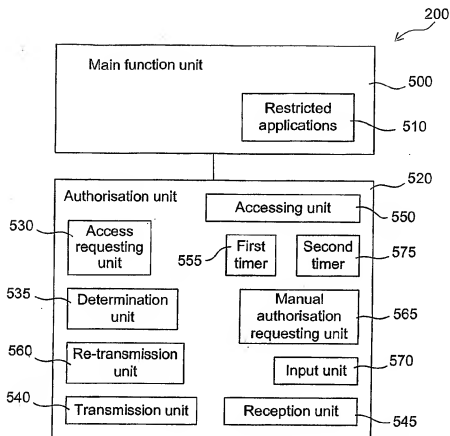 200
Main function unit
500
Restricted
applications
510
520
Authorisation unit
Accessing unit
550
530
Access
requesting
unit
555
First
timer
Second
timer
575
535
Determination
unit
Manual
authorisation
requesting unit
565
560
Re-transmission
unit
Input unit
570
540
Transmission unit
Reception unit
545